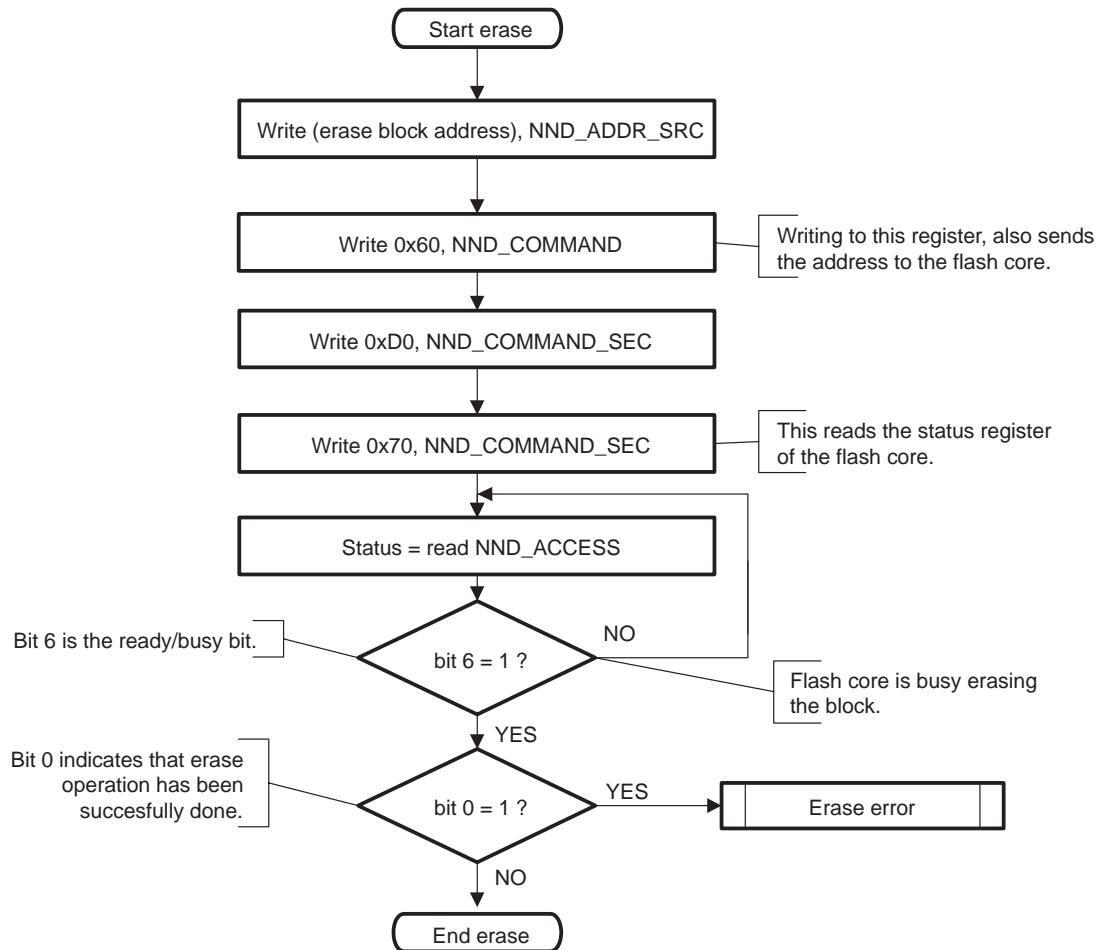 Start erase
Write (erase block address), NND_ADDR_SRC
Write 0x60, NND_COMMAND
Writing to this register, also sends
the address to the flash core.
Write 0xD0, NND_COMMAND_SEC
Write 0x70, NND_COMMAND_SEC
This reads the status register
of the flash core.
Status = read NND_ACCESS
Bit 6 is the ready/busy bit.
bit 6 = 1 ?
NO
Flash core is busy erasing
the block.
YES
Bit 0 indicates that erase
operation has been
succesfully done.
bit 0 = 1 ?
YES
Erase error
NO
End erase